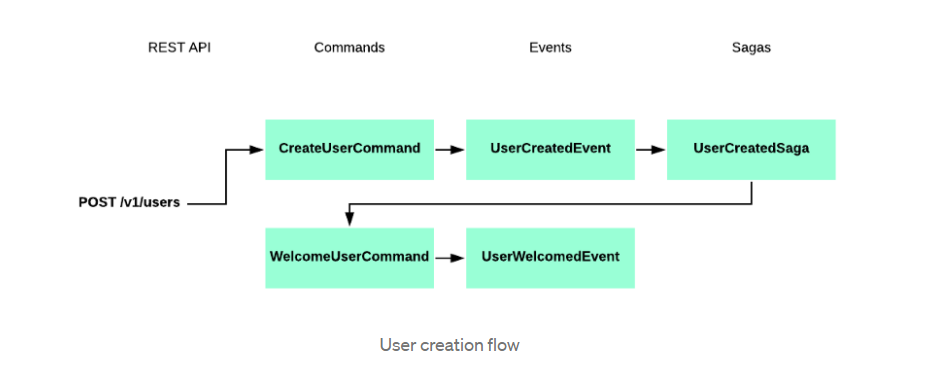 REST API Commands Events Sagas
CreateUserCommand UserCreatedEvent UserCreatedSaga
POST /v1/users
WelcomeUserCommand UserWelcomedEvent
User creation flow